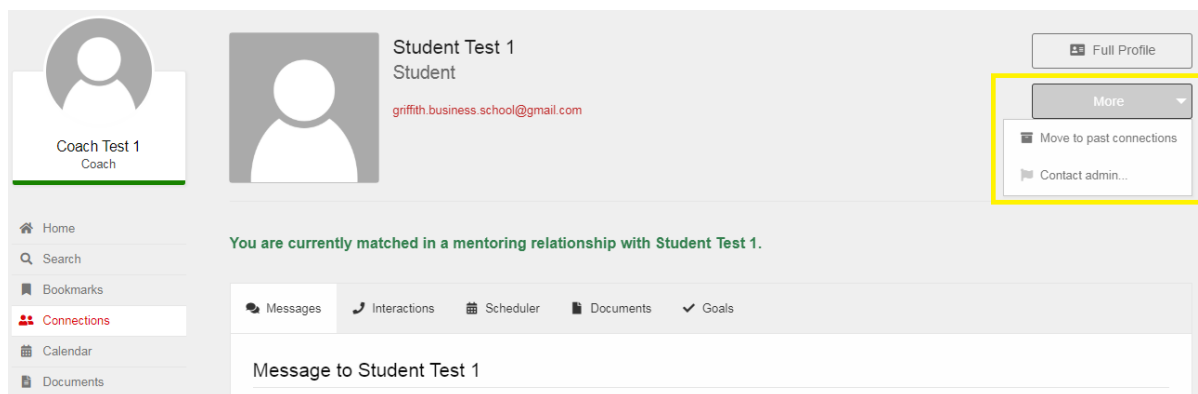 Coach Test 1
Coach
Home
Search
Bookmarks
Connections
Calendar
Documents
Student Test 1
Student
griffith.business.school@gmail.com
Full Profile
More
Move to past connections
Contact admin...
You are currently matched in a mentoring relationship with Student Test 1.
Messages Interactions Scheduler Documents Goals
Message to Student Test 1